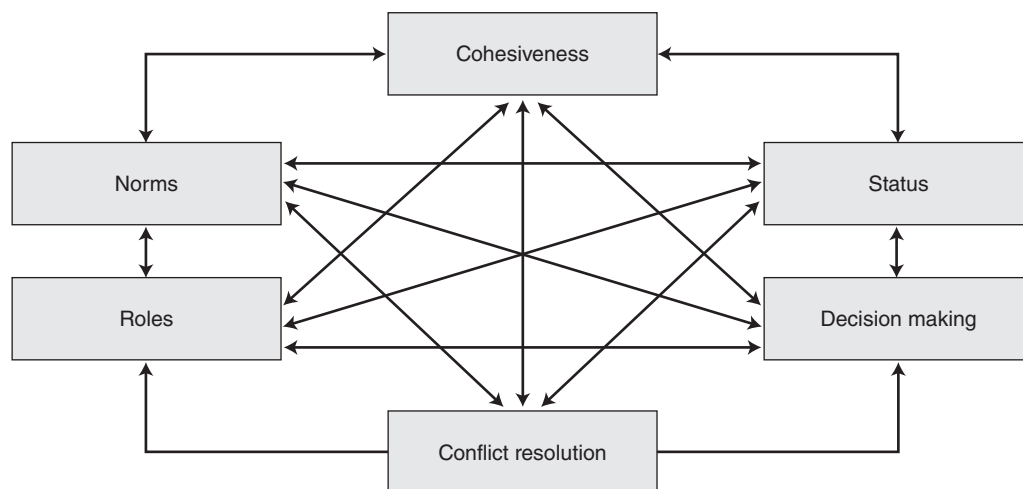 Cohesiveness
Norms
Status
Roles
Decision making
Conflict resolution